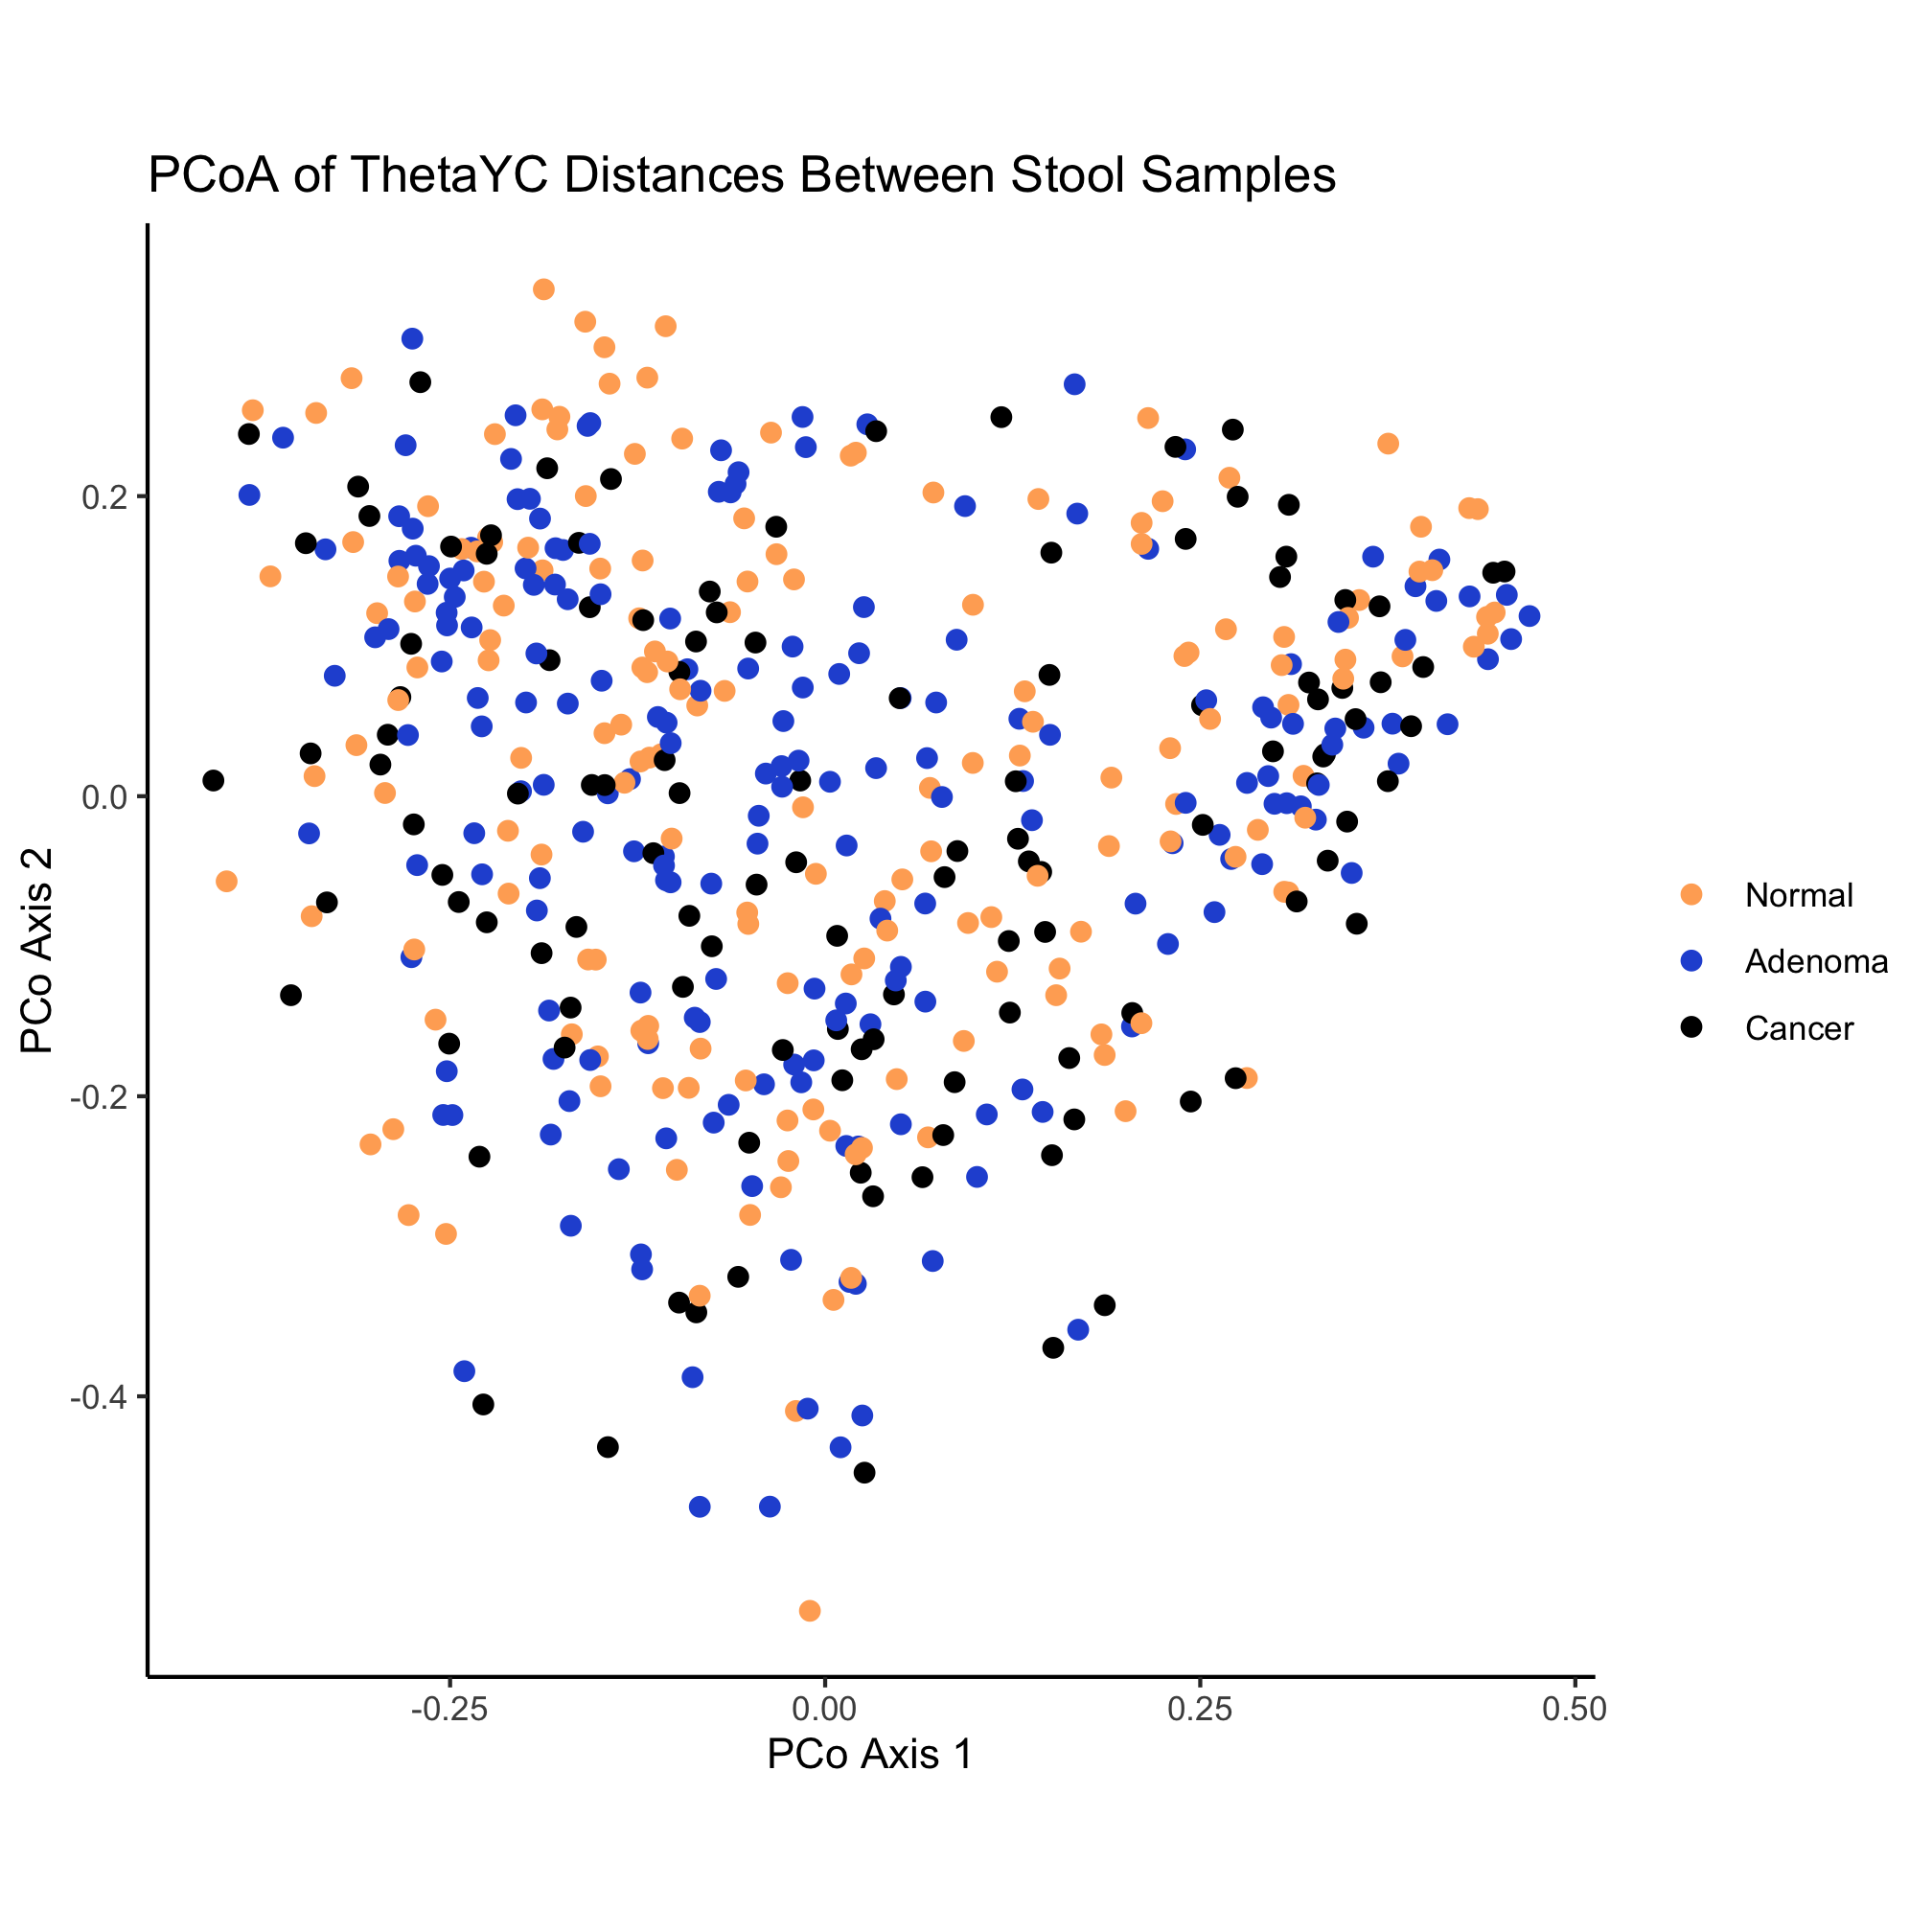 PCoA of ThetaYC Distances Between Stool Samples
PCo Axis 2
0.2
0.0
-0.2
-0.4
-0.25
0.00
0.25
0.50
PCo Axis 1
Normal
Adenoma
Cancer